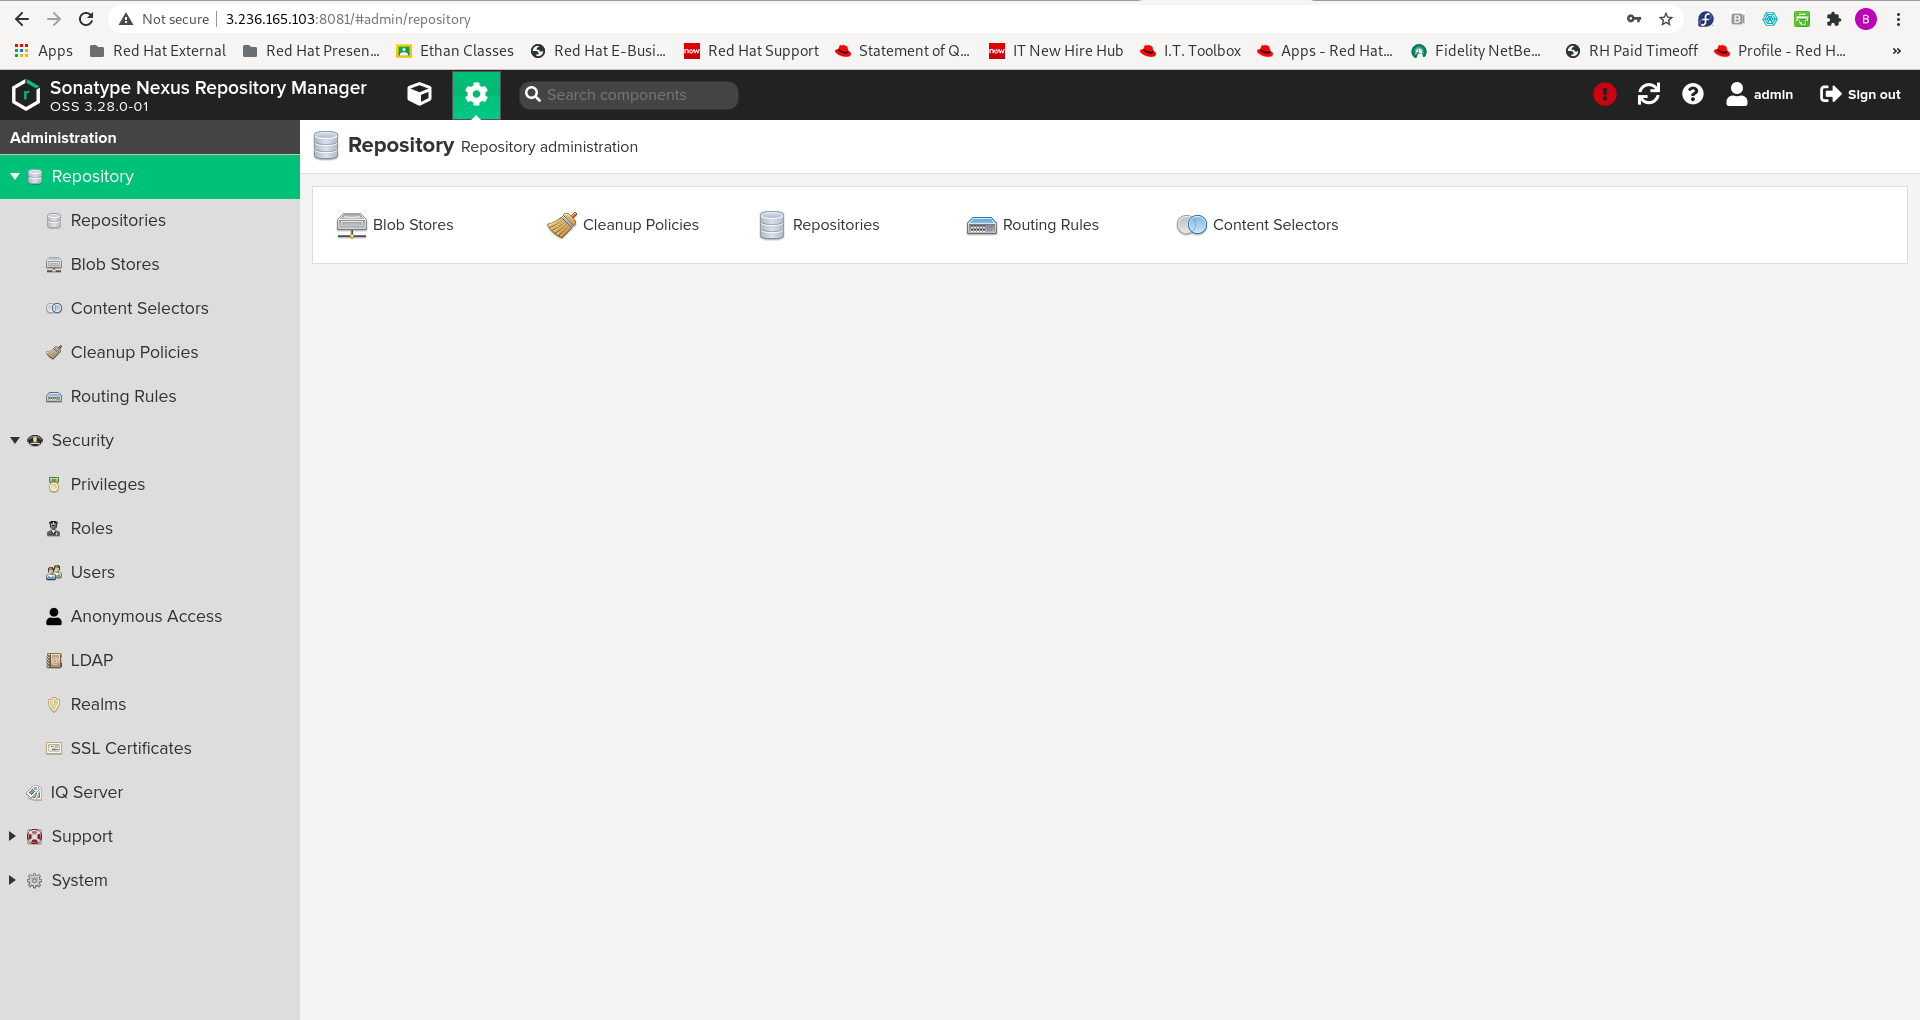 Not secure 3.236.165.103:8081/#admin/repository B
Apps Red Hat External Red Hat Presen... Ethan Classes Red Hat E-Busi... now Red Hat Support Statement of Q... now IT New Hire Hub I.T. Toolbox Apps - Red Hat... Fidelity NetBe... RH Paid Timeoff Profile - Red H... »
Sonatype Nexus Repository Manager
OSS 3.28.0-01
Search components
admin
Sign out
Administration
Repository
Repositories
Blob Stores
Content Selectors
Cleanup Policies
Routing Rules
Security
Privileges
Roles
Users
Anonymous Access
LDAP
Realms
SSL Certificates
IQ Server
Support
System
Repository Repository administration
Blob Stores Cleanup Policies Repositories Routing Rules Content Selectors